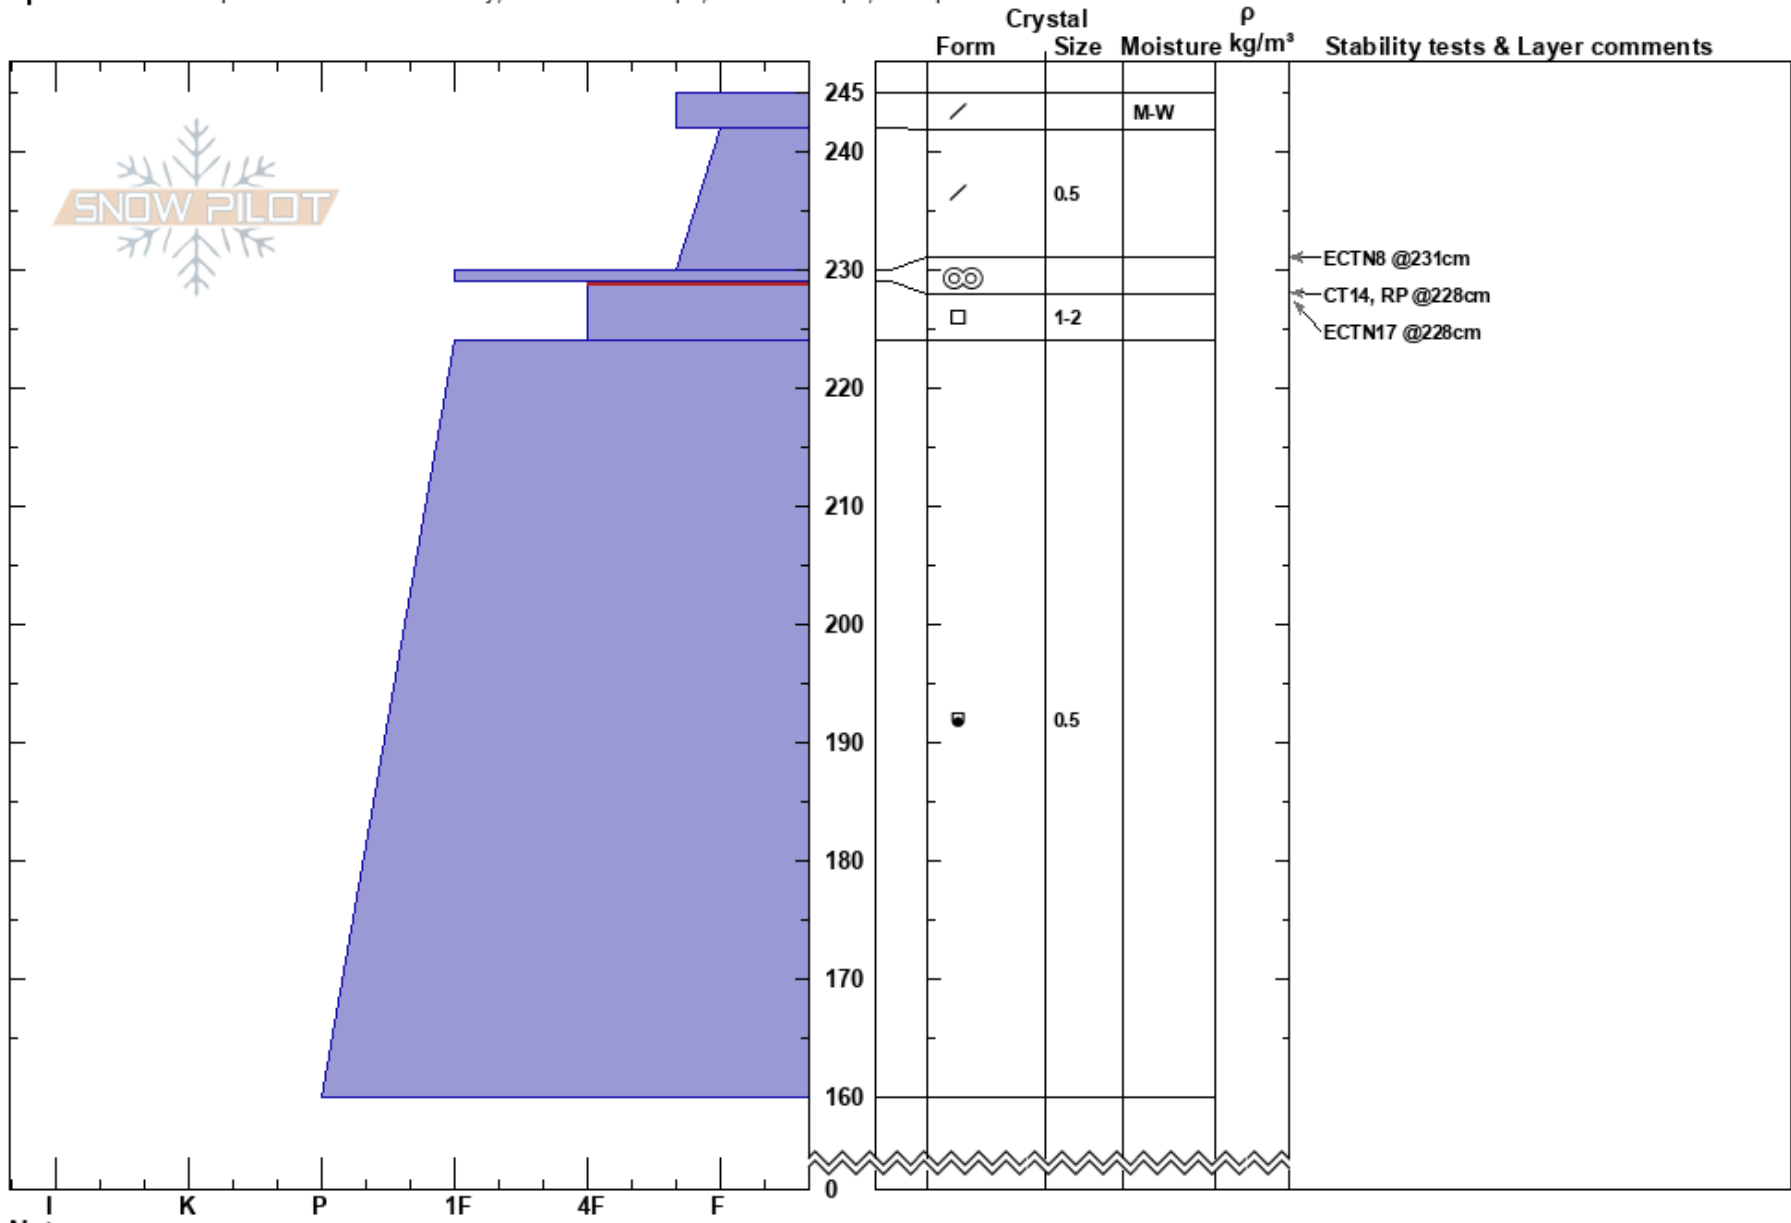 Crystal ρ
Form Size Moisture kg/m³ Stability tests & Layer comments
245
M-W
240
SNOW PILOT
0.5
ECTN8 @231cm
230
CT14, RP @228cm
1-2
ECTN17 @228cm
220
210
200
190
0.5
180
170
160
0
I K P 1F 4F F